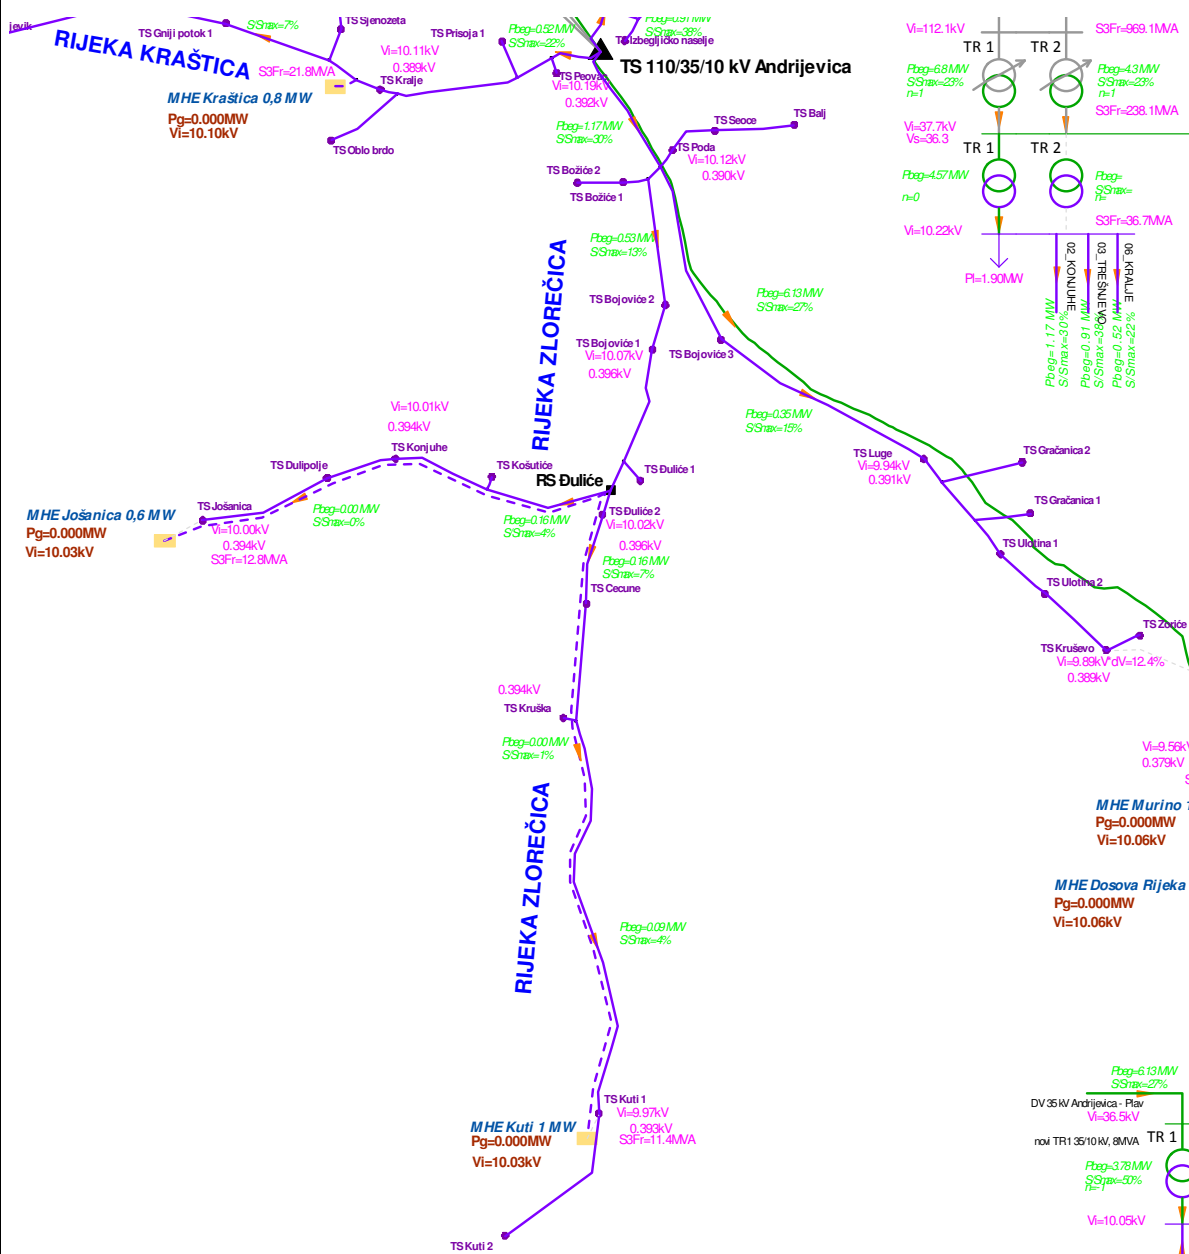 jevik
RIJEKA KRAŠTICA
S/Smax=7%
TS Gniji potok 1
TS Sjenožeta
S3Fr=21.8MVA
Vi=10.11kV
0.389kV
TS Kralje
TS Prisoja 1
Pbeg=0.52 MW
S/Smax=22%
Pbeg=0.91 MW
S/Smax=38%
TS Izbegljičko naselje
TS 110/35/10 kV Andrijevica
TS Peovac
Vi=10.19kV
0.392kV
MHE Kraštica 0,8 MW
Pg=0.000MW
Vi=10.10kV
TS Oblo brdo
Pbeg=1.17 MW
S/Smax=30%
TS Seoce
TS Balj
TS Poda
Vi=10.12kV
0.390kV
TS Božiće 2
TS Božiće 1
Pbeg=0.53 MW
S/Smax=13%
RIJEKA ZLOREČICA
TS Bojoviće 2
TS Bojoviće 1
Vi=10.07kV
0.396kV
TS Bojoviće 3
Pbeg=6.13 MW
S/Smax=27%
Pbeg=0.35 MW
S/Smax=15%
Vi=112.1kV
S3Fr=969.1MVA
TR 1
TR 2
Pbeg=6.8 MW
S/Smax=23%
n=1
Pbeg=4.3 MW
S/Smax=23%
n=1
S3Fr=238.1MVA
Vi=37.7kV
Vs=36.3
TR 1
TR 2
Pbeg=4.57 MW
n=0
Pbeg=
S/Smax=
n=
S3Fr=36.7MVA
Vi=10.22kV
Pl=1.90MW
02_KONJUHE
03_TREŠNJEVO
06_KRALJE
Pbeg=1.17 MW
S/Smax=30%
Pbeg=0.91 MW
S/Smax=38%
Pbeg=0.52 MW
S/Smax=22%
Vi=10.01kV
0.394kV
TS Konjuhe
TS Dulipolje
TS Košutiće
RS Đuliće
TS Đuliće 1
TS Jošanica
Pbeg=0.00 MW
S/Smax=0%
MHE Jošanica 0,6 MW
Pg=0.000MW
Vi=10.03kV
Vi=10.00kV
0.394kV
S3Fr=12.8MVA
Pbeg=0.16 MW
S/Smax=4%
TS Đuliće 2
Vi=10.02kV
0.396kV
Pbeg=0.16 MW
S/Smax=7%
TS Cecune
TS Luge
Vi=9.94kV
0.391kV
TS Gračanica 2
TS Gračanica 1
TS Ulotina 1
TS Ulotina 2
TS Zoriće
TS Kruševo
Vi=9.89kV*dV=12.4%
0.389kV
0.394kV
TS Kruška
Pbeg=0.00 MW
S/Smax=1%
RIJEKA ZLOREČICA
Vi=9.56kV
0.379kV
S
MHE Murino 1
Pg=0.000MW
Vi=10.06kV
MHE Dosova Rijeka
Pg=0.000MW
Vi=10.06kV
Pbeg=0.09 MW
S/Smax=4%
TS Kuti 1
Vi=9.97kV
0.393kV
S3Fr=11.4MVA
MHE Kuti 1 MW
Pg=0.000MW
Vi=10.03kV
TS Kuti 2
Pbeg=6.13 MW
S/Smax=27%
DV 35 kV Andrijevica - Plav
Vi=36.5kV
novi TR1 35/10 kV, 8MVA
TR 1
Pbeg=3.78 MW
S/Smax=50%
n=-1
Vi=10.05kV